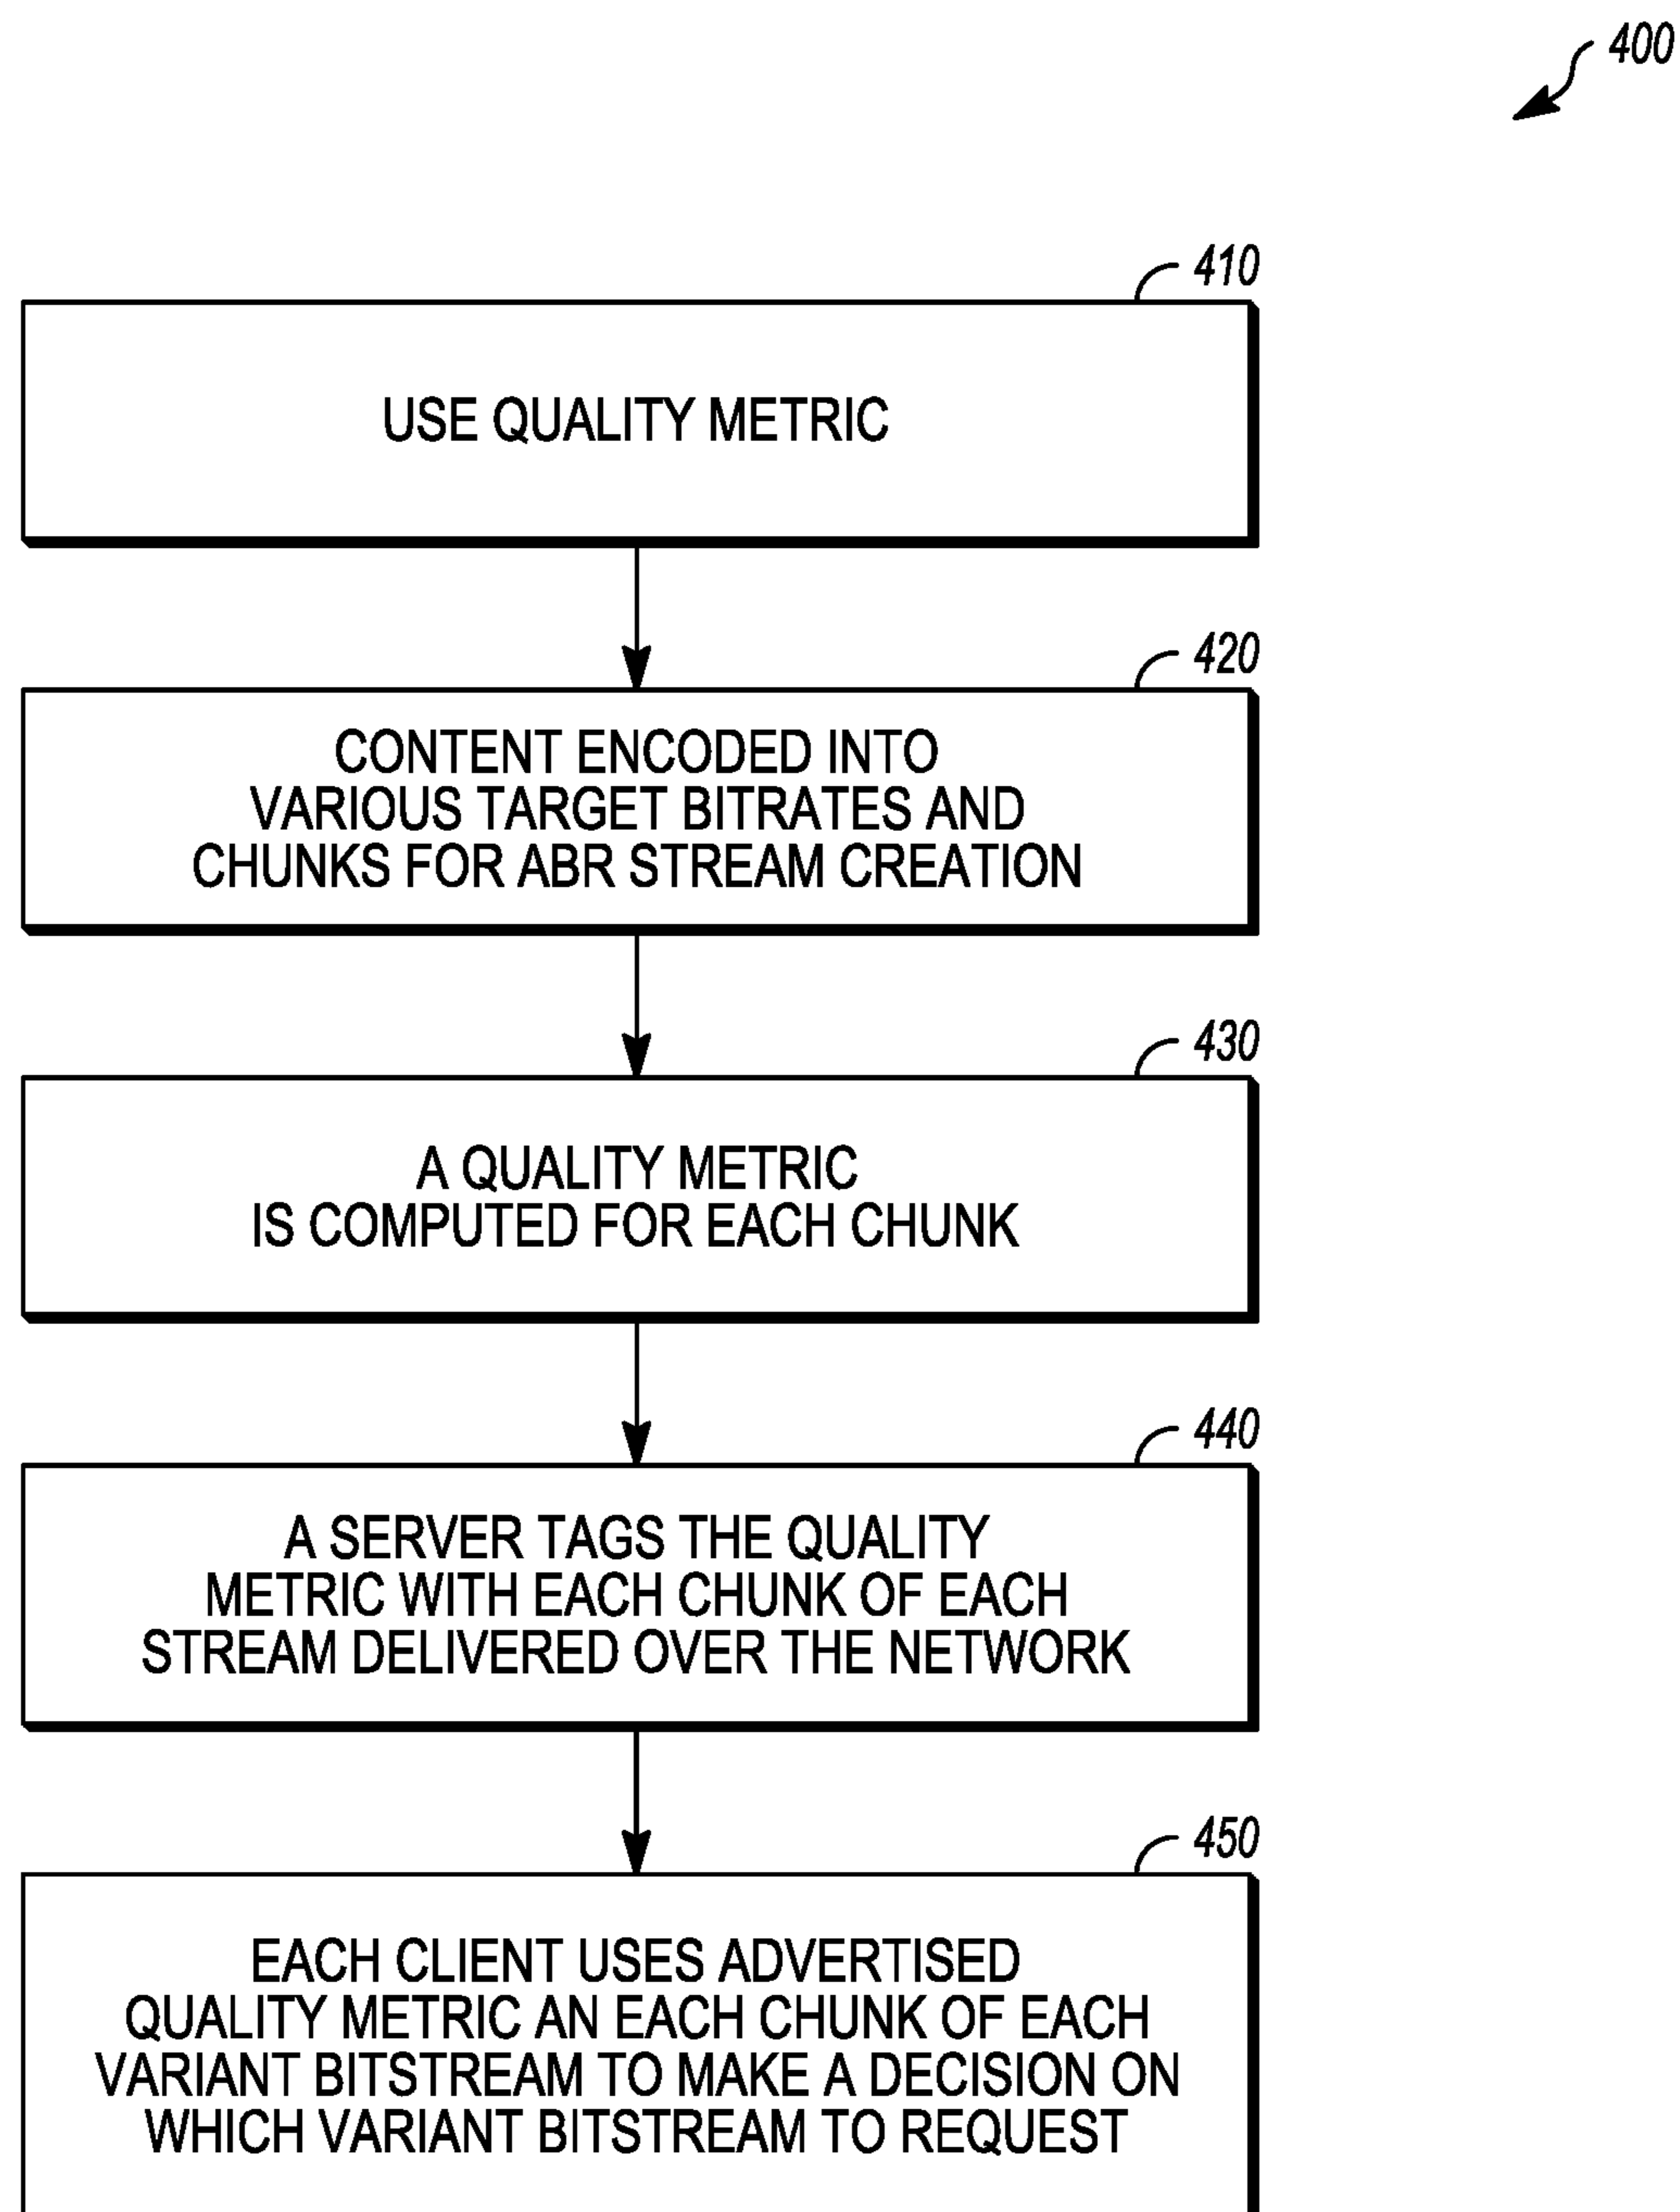 400
410
USE QUALITY METRIC
420
CONTENT ENCODED INTO
VARIOUS TARGET BITRATES AND
CHUNKS FOR ABR STREAM CREATION
430
A QUALITY METRIC
IS COMPUTED FOR EACH CHUNK
440
A SERVER TAGS THE QUALITY
METRIC WITH EACH CHUNK OF EACH
STREAM DELIVERED OVER THE NETWORK
450
EACH CLIENT USES ADVERTISED
QUALITY METRIC AN EACH CHUNK OF EACH
VARIANT BITSTREAM TO MAKE A DECISION ON
WHICH VARIANT BITSTREAM TO REQUEST